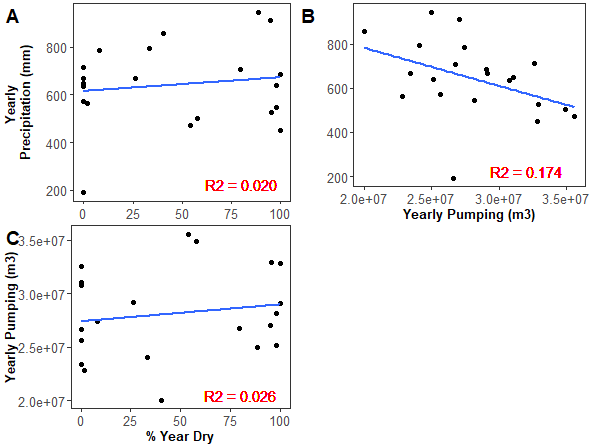 A
Yearly
Precipitation (mm)
800
600
400
200
R2 = 0.020
0
25
50
75
100
B
800
600
400
200
R2 = 0.174
2.0e+07
2.5e+07
3.0e+07
3.5e+07
Yearly Pumping (m3)
C
Yearly Pumping (m3)
3.5e+07
3.0e+07
2.5e+07
2.0e+07
R2 = 0.026
0
25
50
75
100
% Year Dry